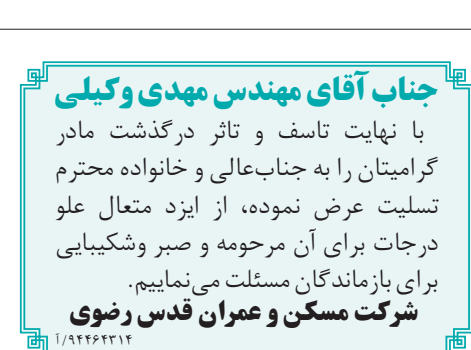 جناب آقای مهندس مهدی وکیلی
با نهایت تاسف و تاثر درگذشت مادر
گرامیتان را به جناب‌عالی و خانواده محترم
تسلیت عرض نموده، از ایزد متعال علو
درجات برای آن مرحومه و صبر وشکیبایی
برای بازماندگان مسئلت می‌نماییم.
شرکت مسکن و عمران قدس رضوی
۹۴۴۶۴۳۱۴/آ